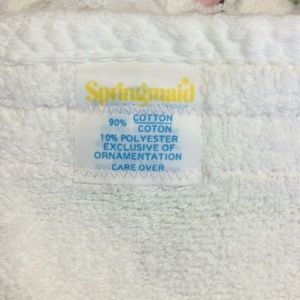 Springmaid
90% COTTON
COTON
10% POLYESTER
EXCLUSIVE OF
ORNAMENTATION
CARE OVER